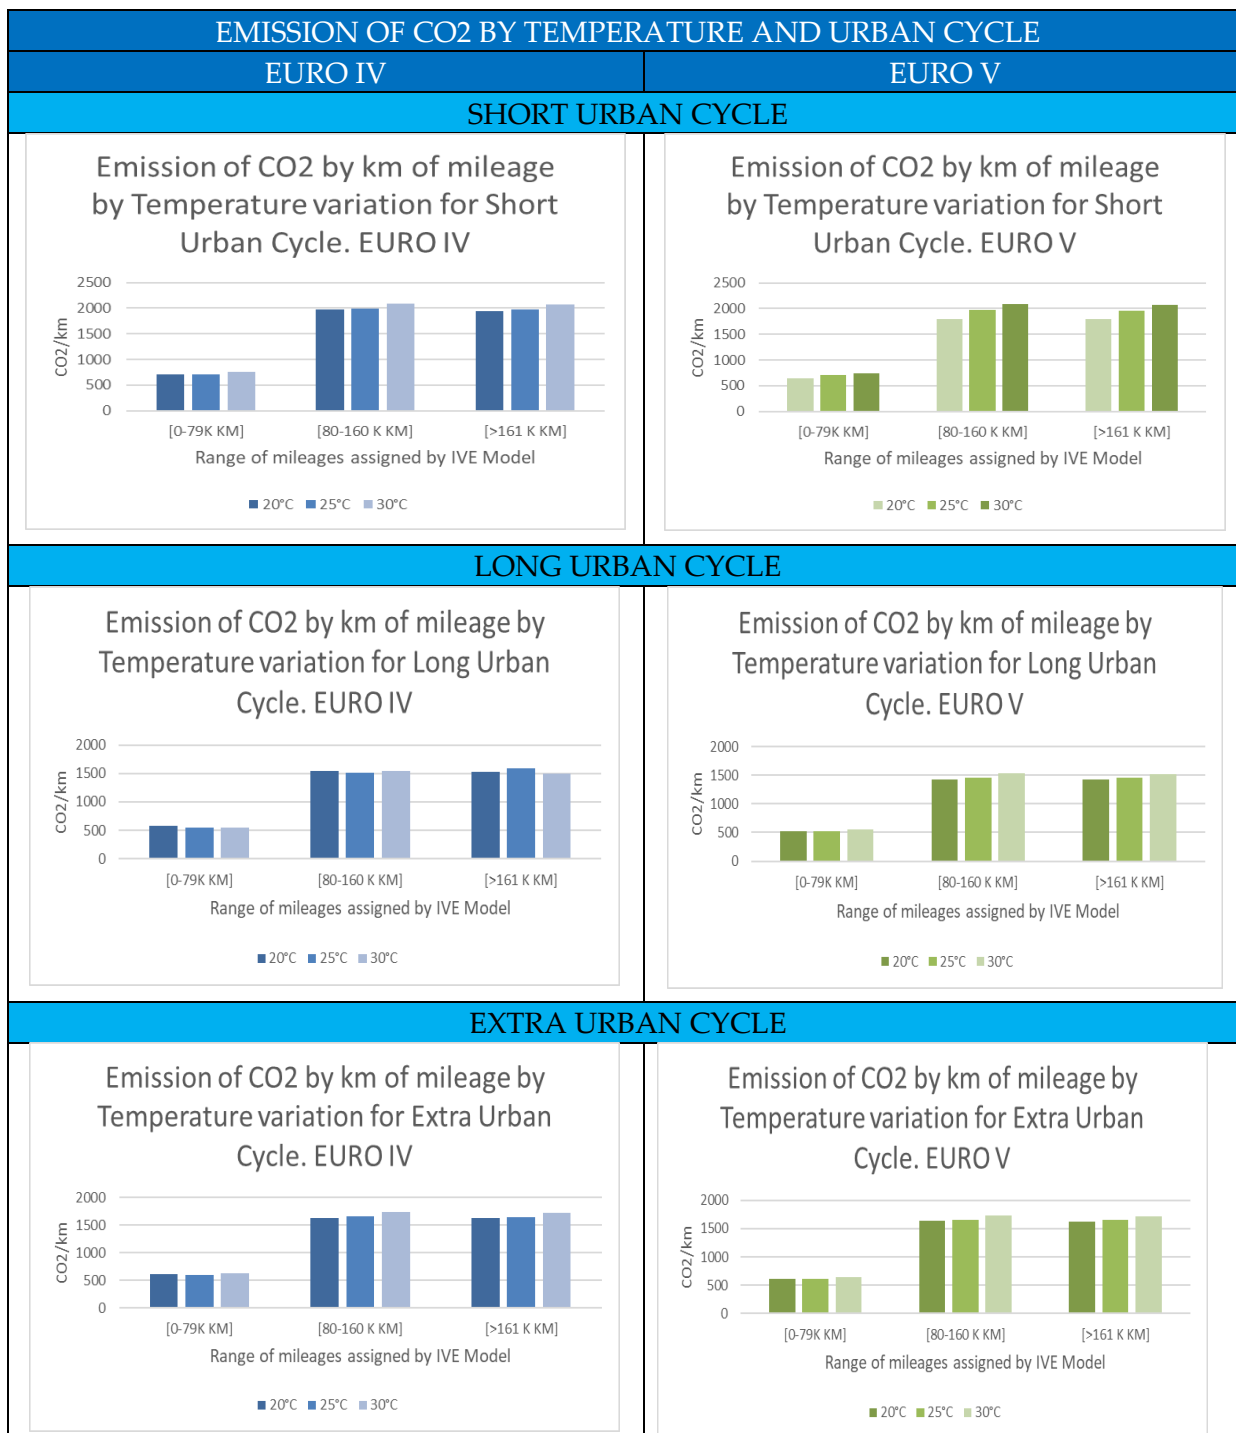 EMISSION OF CO2 BY TEMPERATURE AND URBAN CYCLE
EURO IV
EURO V
SHORT URBAN CYCLE
Emission of CO2 by km of mileage
by Temperature variation for Short
Urban Cycle. EURO IV
2500
2000
1500
1000
500
0
CO2/km
[0-79K KM]
[80-160 K KM]
[>161 K KM]
Range of mileages assigned by IVE Model
20°C
25°C
30°C
Emission of CO2 by km of mileage
by Temperature variation for Short
Urban Cycle. EURO V
2500
2000
1500
1000
500
0
CO2/km
[0-79K KM]
[80-160 K KM]
[>161 K KM]
Range of mileages assigned by IVE Model
20°C
25°C
30°C
LONG URBAN CYCLE
Emission of CO2 by km of mileage by
Temperature variation for Long Urban
Cycle. EURO IV
2000
1500
1000
500
0
CO2/km
[0-79K KM]
[80-160 K KM]
[>161 K KM]
Range of mileages assigned by IVE Model
20°C
25°C
30°C
Emission of CO2 by km of mileage by
Temperature variation for Long Urban
Cycle. EURO V
2000
1500
1000
500
0
CO2/km
[0-79K KM]
[80-160 K KM]
[>161 K KM]
Range of mileages assigned by IVE Model
20°C
25°C
30°C
EXTRA URBAN CYCLE
Emission of CO2 by km of mileage by
Temperature variation for Extra Urban
Cycle. EURO IV
2000
1500
1000
500
0
CO2/km
[0-79K KM]
[80-160 K KM]
[>161 K KM]
Range of mileages assigned by IVE Model
20°C
25°C
30°C
Emission of CO2 by km of mileage by
Temperature variation for Extra Urban
Cycle. EURO V
2000
1500
1000
500
0
CO2/km
[0-79K KM]
[80-160 K KM]
[>161 K KM]
Range of mileages assigned by IVE Model
20°C
25°C
30°C